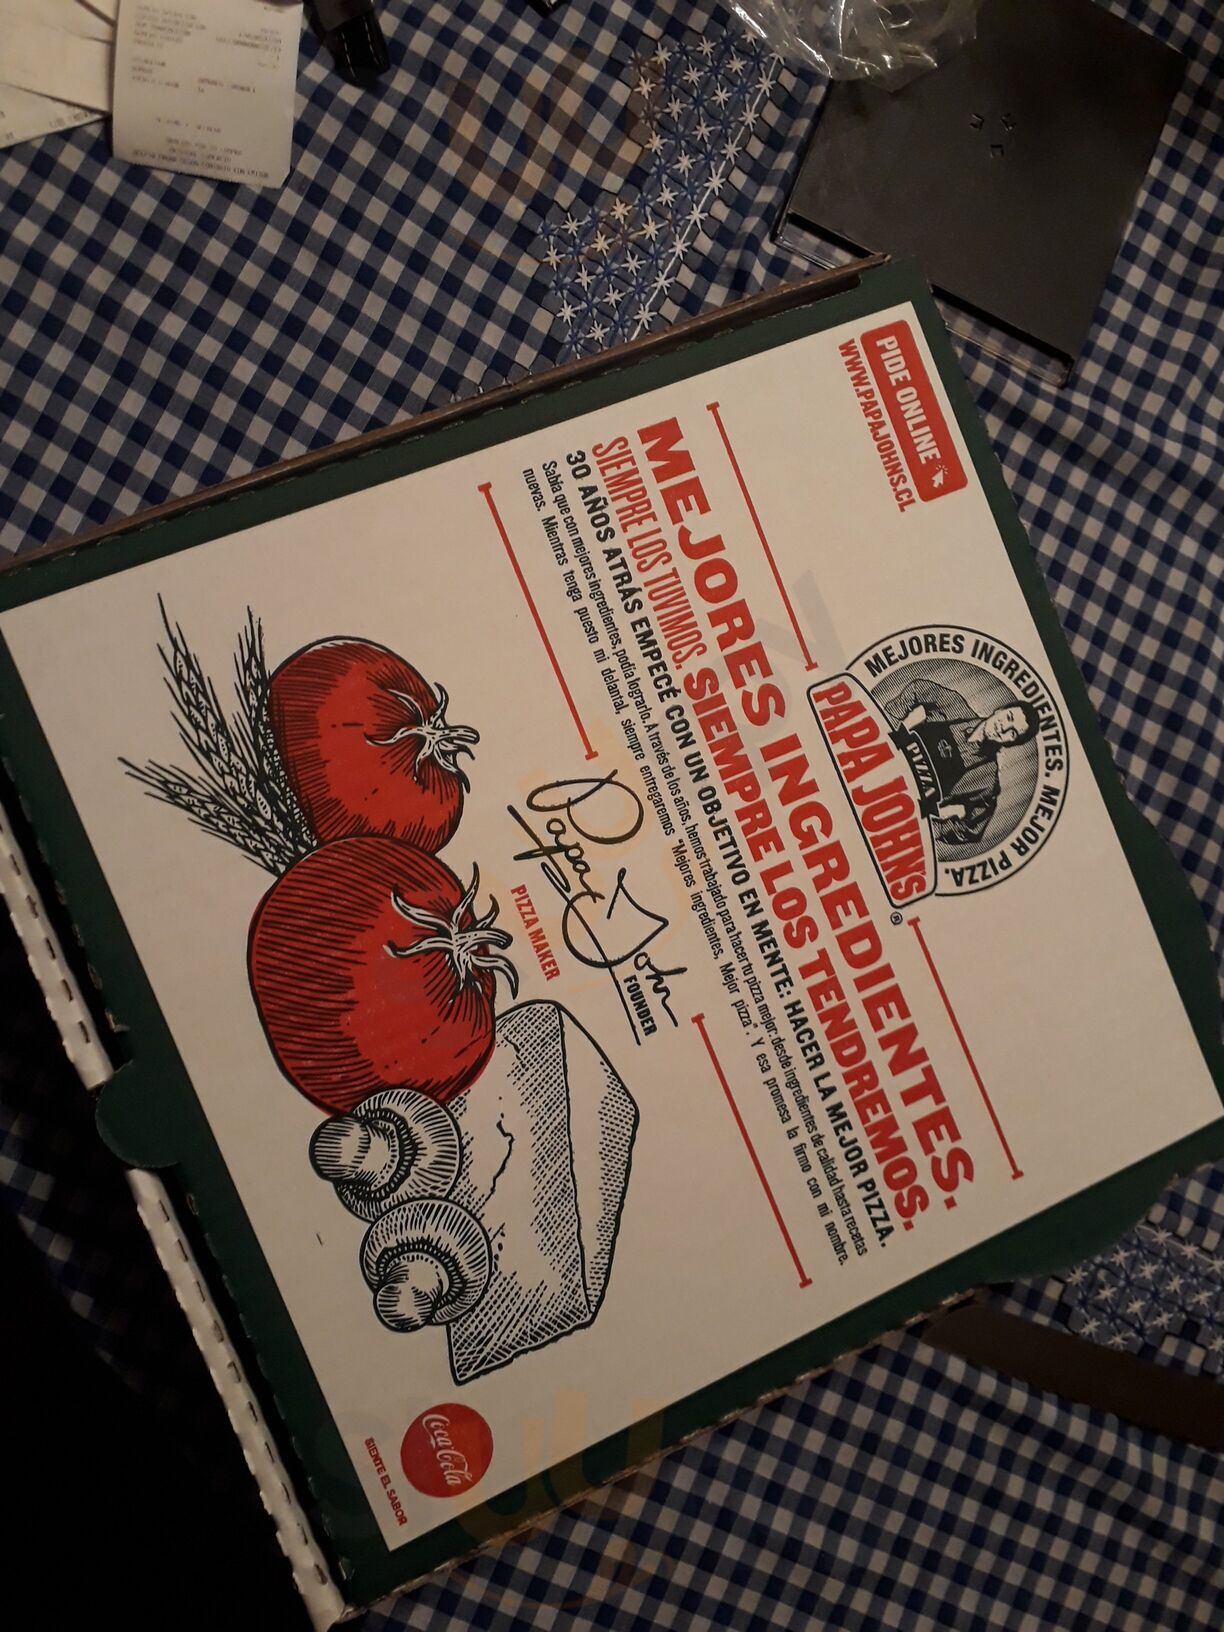 PIDE ONLINE
WWW.PAPAJOHNS.CL
MEJORES INGREDIENTES. MEJOR PIZZA.
PIZZA
PAPA JOHN'S®
MEJORES INGREDIENTES.
SIEMPRE LOS TUVIMOS. SIEMPRE LOS TENDREMOS.
30 AÑOS ATRÁS EMPECÉ CON UN OBJETIVO EN MENTE: HACER LA MEJOR PIZZA.
Sabía que con mejores ingredientes, podía lograrlo. A través de los años, hemos trabajado para hacer tu pizza mejor, desde ingredientes de calidad hasta recetas
nuevas. Mientras tenga puesto mi delantal, siempre entregaremos "Mejores ingredientes, Mejor pizza". Y esa promesa la firmo con mi nombre.
Papa John
FOUNDER
PIZZA MAKER
Coca-Cola
SIENTE EL SABOR